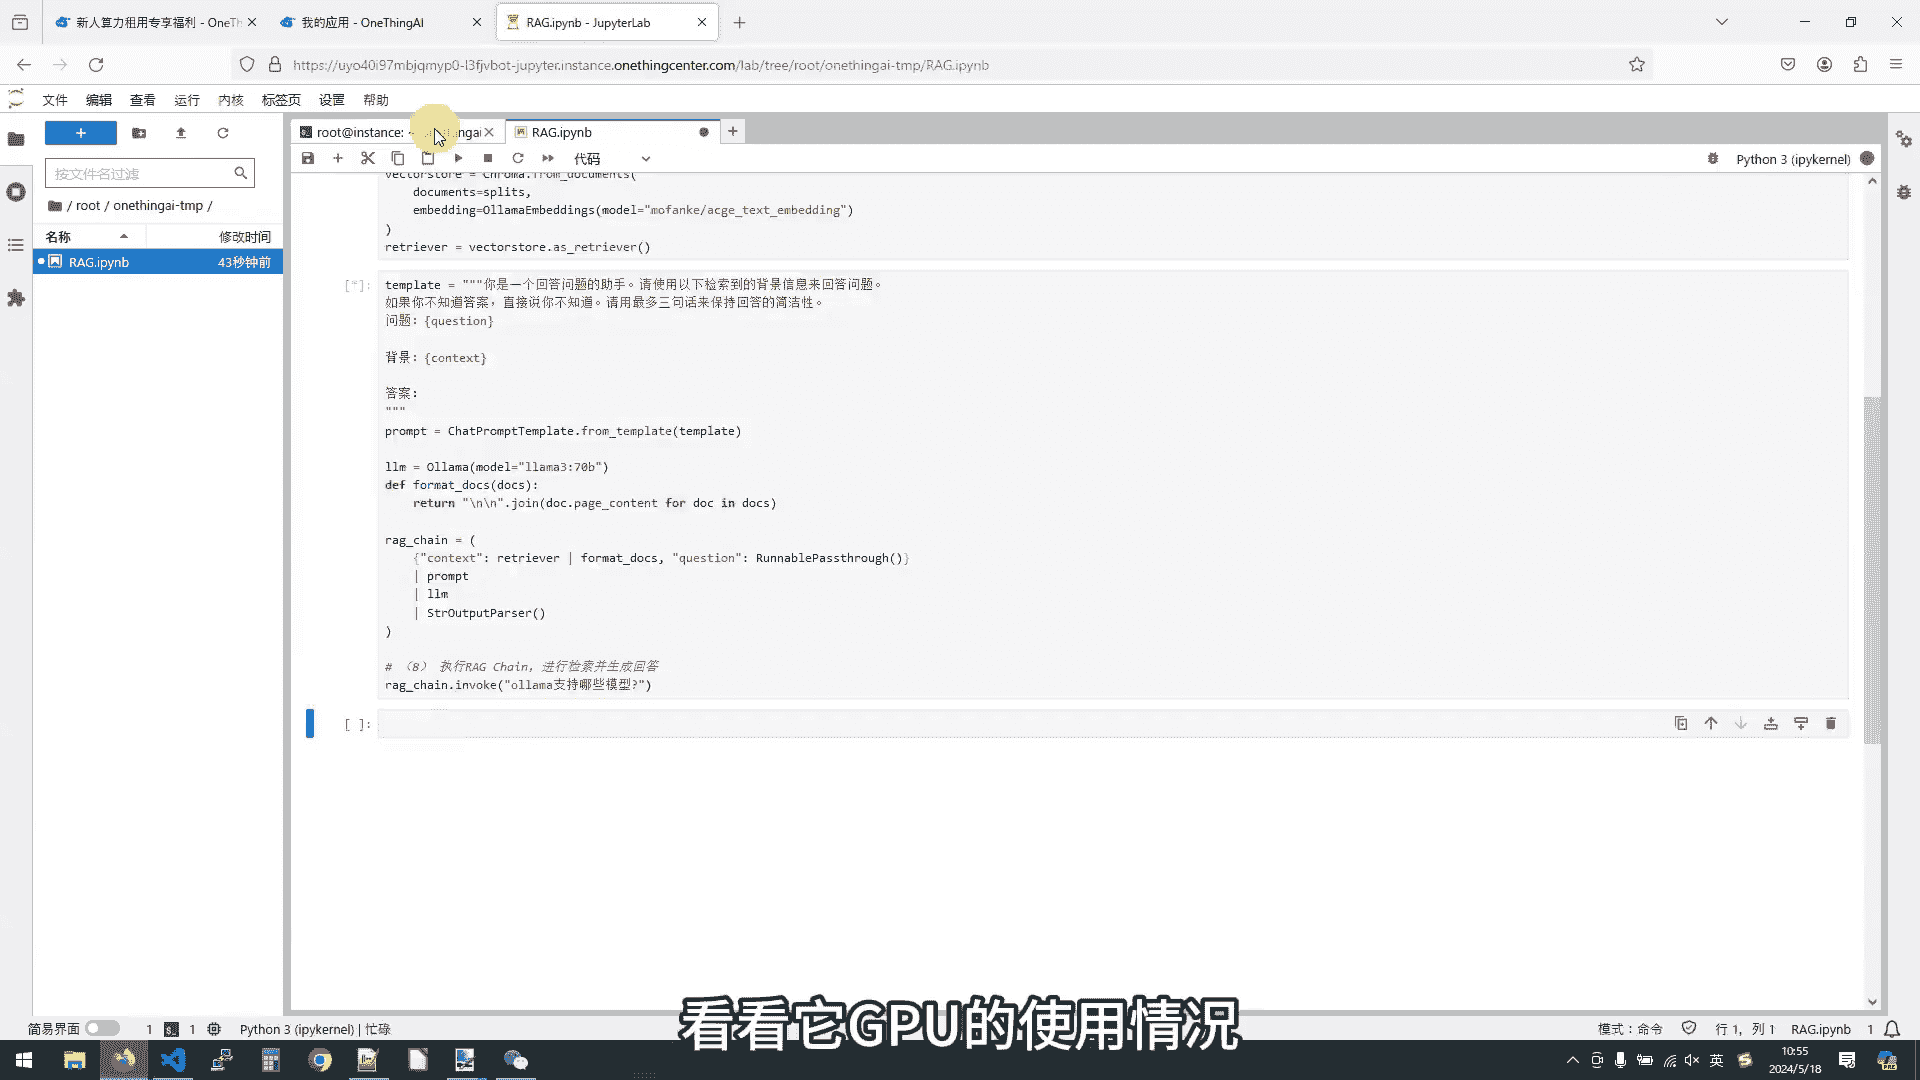 新人算力租用专享福利 - OneTh
我的应用 - OneThingAI
RAG.ipynb - JupyterLab
https://uyo40i97mbjqmyp0-l3fjvbot-jupyter.instance.onethingcenter.com/lab/tree/root/onethingai-tmp/RAG.ipynb
文件 编辑 查看 运行 内核 标签页 设置 帮助
root@instance: ~
RAG.ipynb
代码
Python 3 (ipykernel)
按文件名过滤
/ root / onethingai-tmp /
名称 修改时间
RAG.ipynb 43秒钟前
vectorstore = Chroma.from_documents(
documents=splits,
embedding=OllamaEmbeddings(model="mofanke/acge_text_embedding")
)
retriever = vectorstore.as_retriever()
[*]:
template = """你是一个回答问题的助手。请使用以下检索到的背景信息来回答问题。
如果你不知道答案，直接说你不知道。请用最多三句话来保持回答的简洁性。
问题: {question}
背景: {context}
答案:
"""
prompt = ChatPromptTemplate.from_template(template)
llm = Ollama(model="llama3:70b")
def format_docs(docs):
return "\n\n".join(doc.page_content for doc in docs)
rag_chain = (
{"context": retriever | format_docs, "question": RunnablePassthrough()}
| prompt
| llm
| StrOutputParser()
)
# （8） 执行RAG Chain，进行检索并生成回答
rag_chain.invoke("ollama支持哪些模型?")
[ ]:
看看它GPU的使用情况
简易界面 1 1 Python 3 (ipykernel) | 忙碌
模式：命令 行 1，列 1 RAG.ipynb 1
英
10:55
2024/5/18